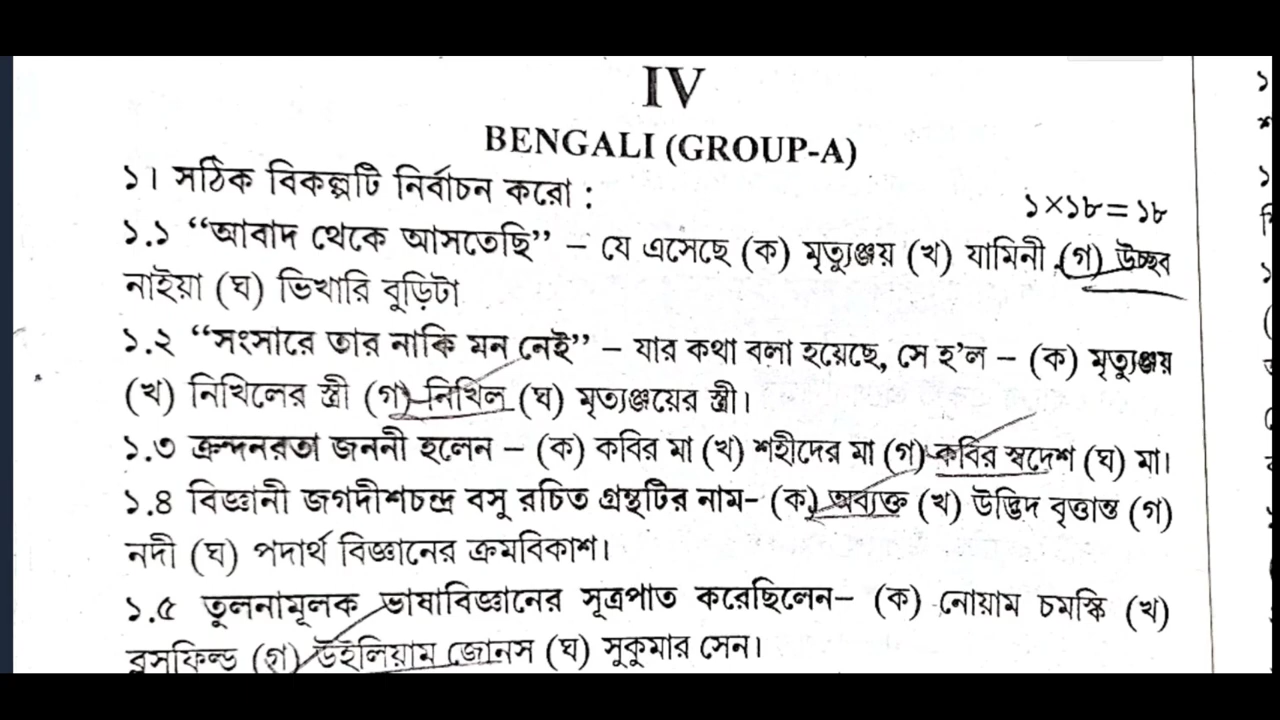 IV
BENGALI (GROUP-A)
১। সঠিক বিকল্পটি নির্বাচন করো :
১×১৮=১৮
১.১ “আবাদ থেকে আসতেছি” – যে এসেছে (ক) মৃত্যুঞ্জয় (খ) যামিনী (গ) উচ্ছব
নাইয়া (ঘ) ভিখারি বুড়িটা
১.২ “সংসারে তার নাকি মন নেই” – যার কথা বলা হয়েছে, সে হ'ল – (ক) মৃত্যুঞ্জয়
(খ) নিখিলের স্ত্রী (গ) নিখিল (ঘ) মৃত্যঞ্জয়ের স্ত্রী।
১.৩ ক্রন্দনরতা জননী হলেন – (ক) কবির মা (খ) শহীদের মা (গ) কবির স্বদেশ (ঘ) মা।
১.৪ বিজ্ঞানী জগদীশচন্দ্র বসু রচিত গ্রন্থটির নাম- (ক) অব্যক্ত (খ) উদ্ভিদ বৃত্তান্ত (গ)
নদী (ঘ) পদার্থ বিজ্ঞানের ক্রমবিকাশ।
১.৫ তুলনামূলক ভাষাবিজ্ঞানের সূত্রপাত করেছিলেন– (ক) নোয়াম চমস্কি (খ)
ব্লুসফিল্ড (গ) উইলিয়াম জোনস (ঘ) সুকুমার সেন।